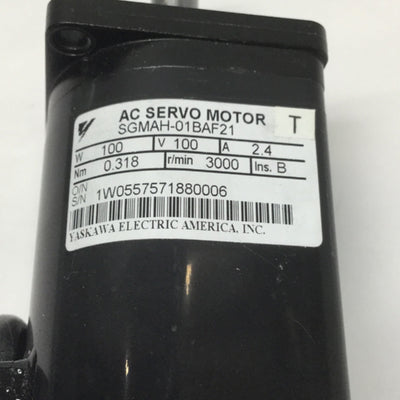 AC SERVO MOTOR T
SGMAH-01BAF21
W 100 V 100 A 2.4
Nm 0.318 r/min 3000 Ins. B
O/N
S/N 1W0557571880006
YASKAWA ELECTRIC AMERICA, INC.